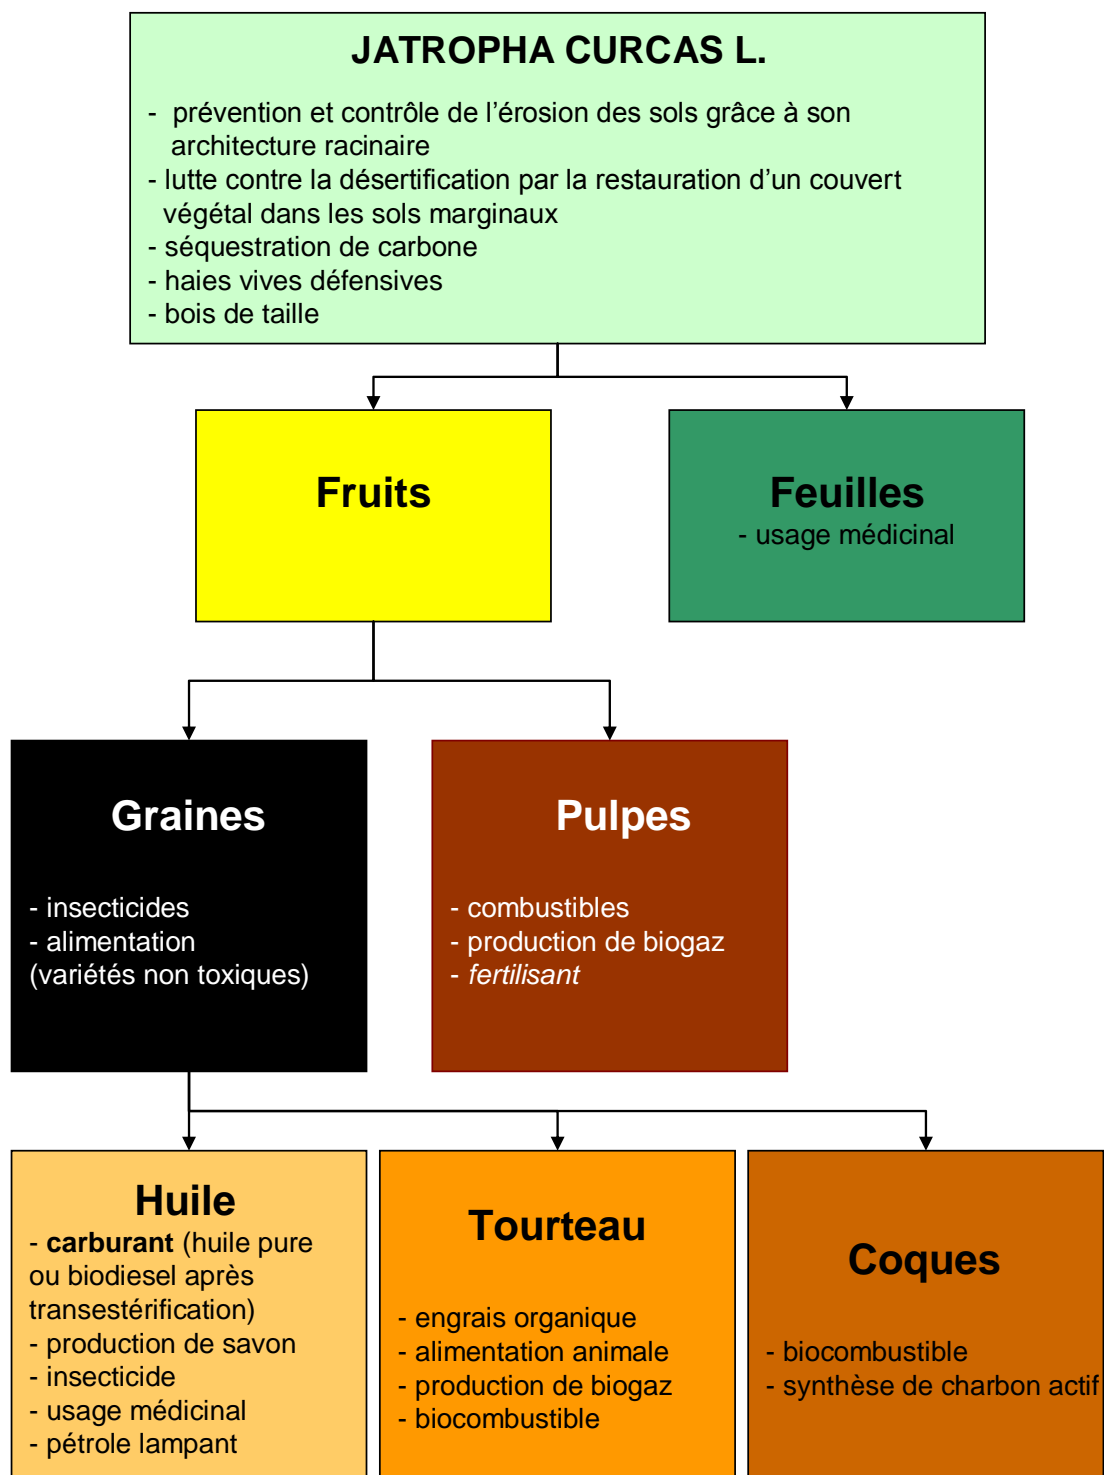 JATROPHA CURCAS L.
- prévention et contrôle de l'érosion des sols grâce à son
architecture racinaire
- lutte contre la désertification par la restauration d'un couvert
végétal dans les sols marginaux
- séquestration de carbone
- haies vives défensives
- bois de taille
Fruits
Feuilles
- usage médicinal
Graines
- insecticides
- alimentation
(variétés non toxiques)
Pulpes
- combustibles
- production de biogaz
- fertilisant
Huile
- carburant (huile pure
ou biodiesel après
transestérification)
- production de savon
- insecticide
- usage médicinal
- pétrole lampant
Tourteau
- engrais organique
- alimentation animale
- production de biogaz
- biocombustible
Coques
- biocombustible
- synthèse de charbon actif